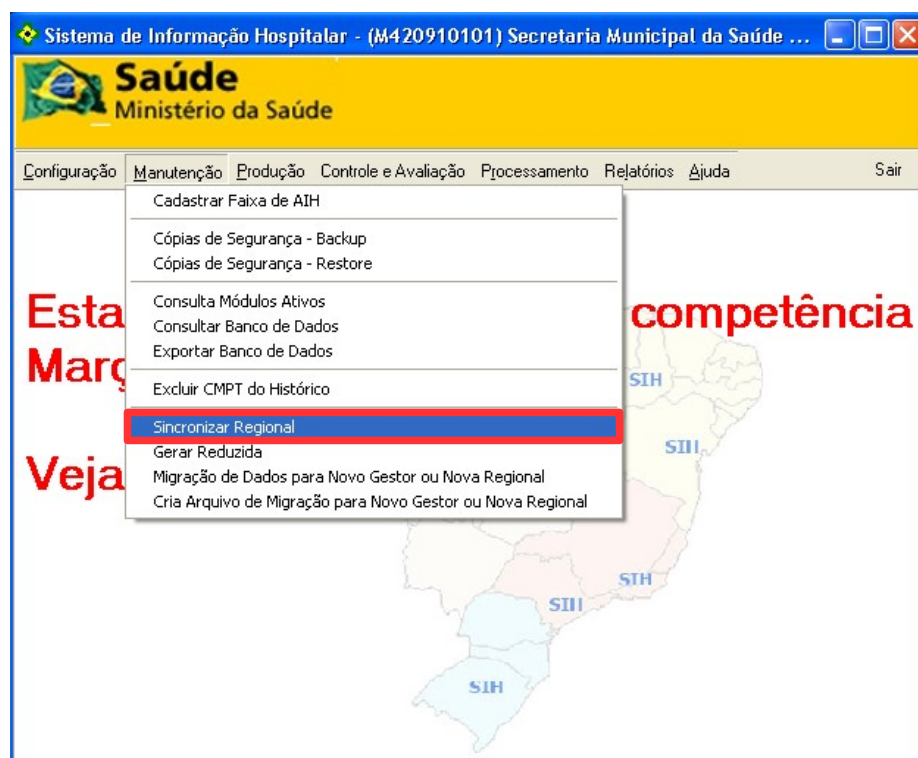 Sistema de Informação Hospitalar - (M420910101) Secretaria Municipal da Saúde ...
Saúde
Ministério da Saúde
Configuração Manutenção Produção Controle e Avaliação Processamento Relatórios Ajuda Sair
Cadastrar Faixa de AIH
Cópias de Segurança - Backup
Cópias de Segurança - Restore
Consulta Módulos Ativos
Consultar Banco de Dados
Exportar Banco de Dados
Excluir CMPT do Histórico
Sincronizar Regional
Gerar Reduzida
Migração de Dados para Novo Gestor ou Nova Regional
Cria Arquivo de Migração para Novo Gestor ou Nova Regional
Esta competência
Març
Veja
SIH
SIH
SIH
SIH
SIH